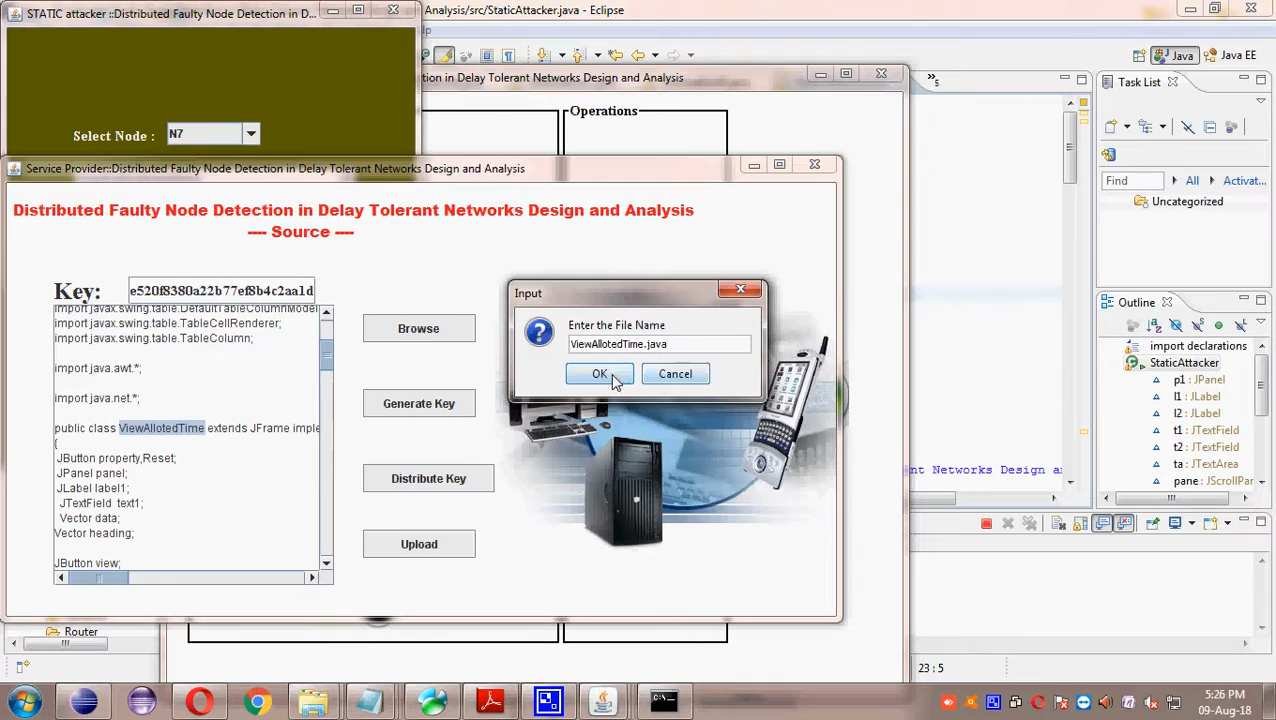 STATIC attacker ::Distributed Faulty Node Detection in D...
Analysis/src/StaticAttacker.java - Eclipse
Java
Java EE
Select Node :
N7
tion in Delay Tolerant Networks Design and Analysis
Operations
Task List
Find
All
Activat...
Uncategorized
Service Provider::Distributed Faulty Node Detection in Delay Tolerant Networks Design and Analysis
Distributed Faulty Node Detection in Delay Tolerant Networks Design and Analysis
---- Source ----
Key:
e520f8380a22b77ef8b4c2aa1d
import javax.swing.table.DefaultTableColumnModel
import javax.swing.table.TableCellRenderer;
import javax.swing.table.TableColumn;
import java.awt.*;
import java.net.*;
public class ViewAllotedTime extends JFrame imple
{
JButton property,Reset;
JPanel panel;
JLabel label1;
JTextField text1;
Vector data;
Vector heading;
JButton view;
Browse
Generate Key
Distribute Key
Upload
Input
Enter the File Name
ViewAllotedTime.java
OK
Cancel
Outline
import declarations
StaticAttacker
p1 : JPanel
l1 : JLabel
l2 : JLabel
t1 : JTextField
t2 : JTextField
ta : JTextArea
pane : JScrollPar
ant Networks Design an
Router
23 : 5
5:26 PM
09-Aug-18